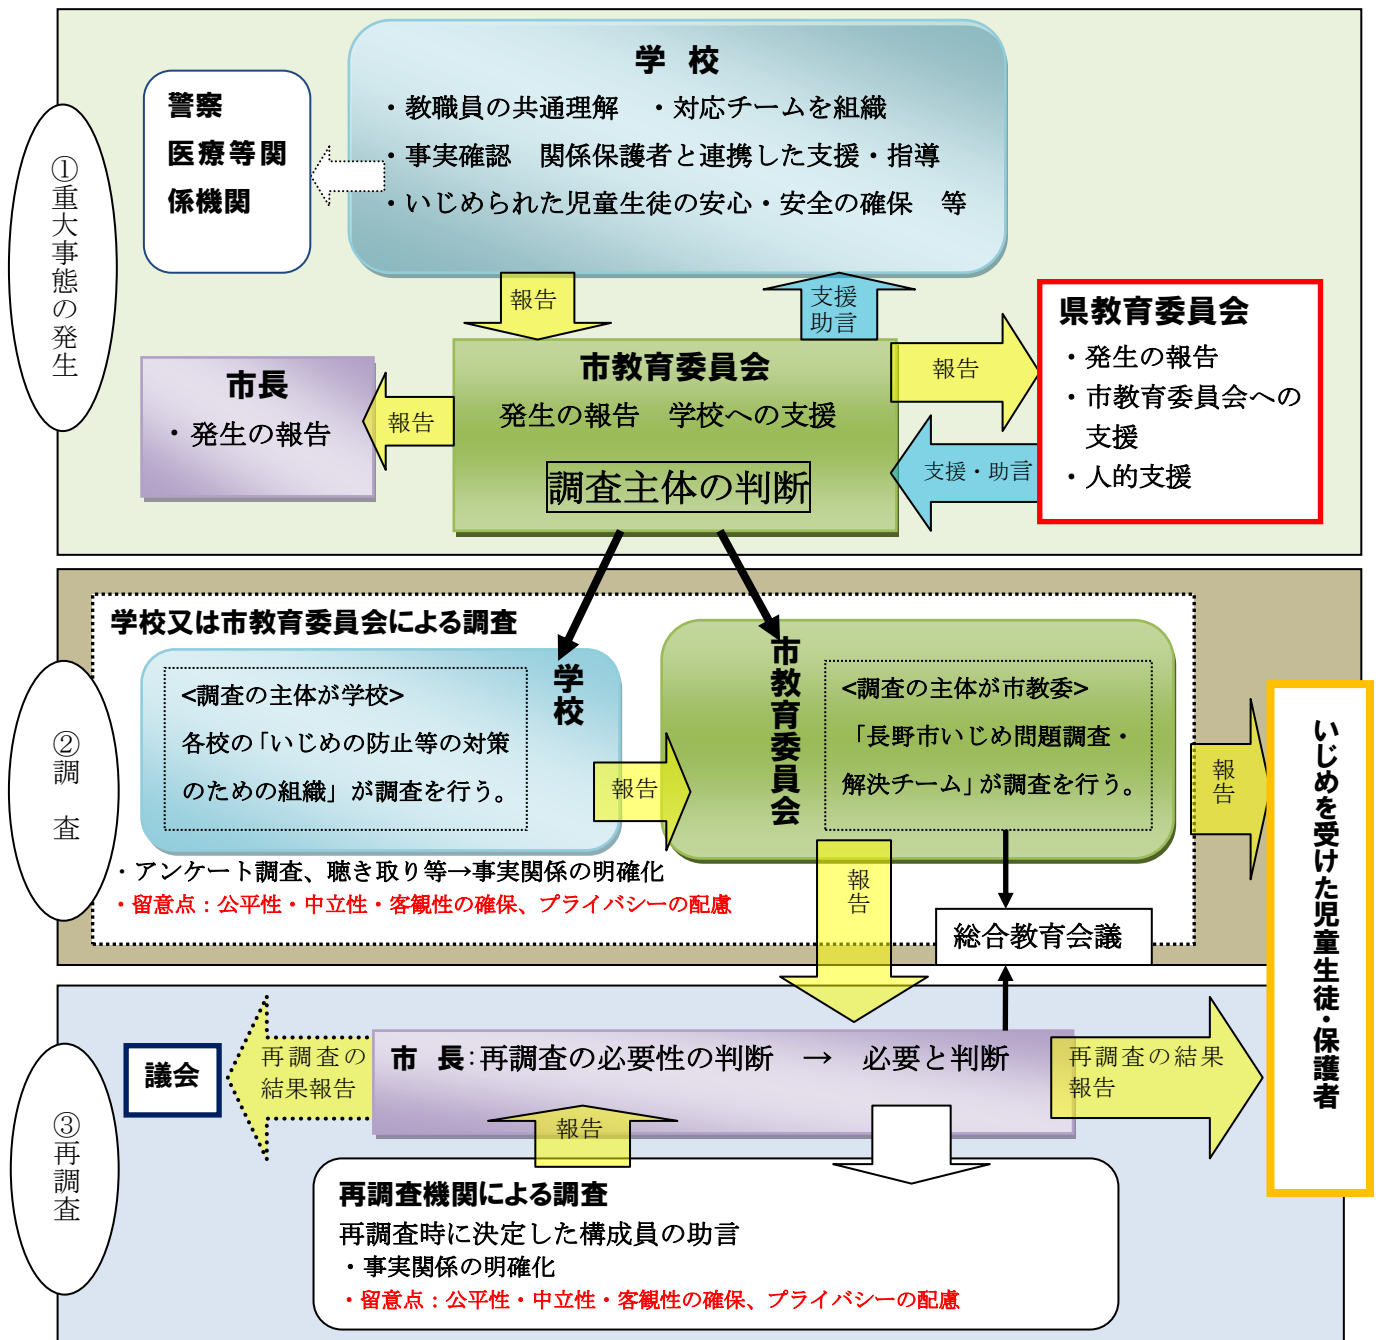 ①重大事態の発生
学 校
・教職員の共通理解　・対応チームを組織
・事実確認　関係保護者と連携した支援・指導
・いじめられた児童生徒の安心・安全の確保　等
警察
医療等関
係機関
報告
支援
助言
市教育委員会
発生の報告　学校への支援
調査主体の判断
報告
市長
・発生の報告
報告
支援・助言
県教育委員会
・発生の報告
・市教育委員会への
支援
・人的支援
②調　査
学校又は市教育委員会による調査
学校
<調査の主体が学校>
各校の「いじめの防止等の対策
のための組織」が調査を行う。
報告
市教育委員会
<調査の主体が市教委>
「長野市いじめ問題調査・
解決チーム」が調査を行う。
・アンケート調査、聴き取り等→事実関係の明確化
・留意点：公平性・中立性・客観性の確保、プライバシーの配慮
報告
報告
総合教育会議
いじめを受けた児童生徒・保護者
③再調査
市　長：再調査の必要性の判断　→　必要と判断
再調査の
結果報告
議会
再調査の結果
報告
報告
再調査機関による調査
再調査時に決定した構成員の助言
・事実関係の明確化
・留意点：公平性・中立性・客観性の確保、プライバシーの配慮